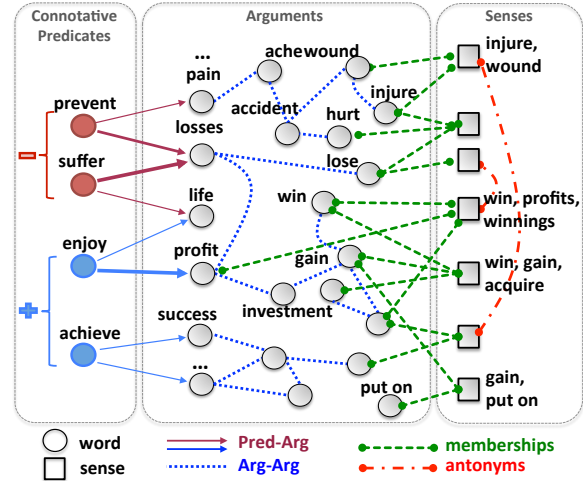 Connotative
Predicates
Arguments
Senses
...
pain
ache
wound
injure,
wound
prevent
accident
injure
losses
hurt
suffer
lose
life
win
win, profits,
winnings
enjoy
profit
gain
win, gain,
acquire
investment
achieve
success
...
put on
gain,
put on
word
Pred-Arg
memberships
sense
Arg-Arg
antonyms